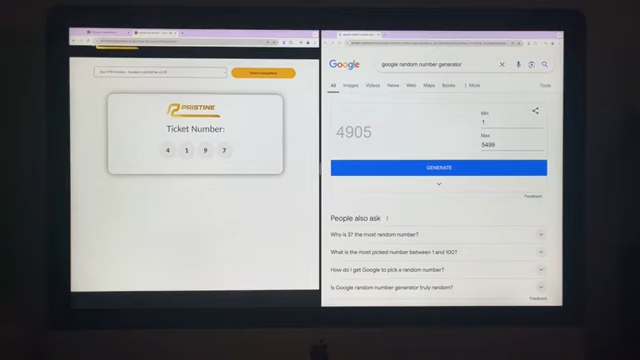 PRISTINE
Ticket Number:
4 1 9 7
Google
google random number generator
All Images Videos News Web Maps Books More Tools
4905
Min
1
Max
5499
GENERATE
Feedback
People also ask
Why is 37 the most random number?
What is the most picked number between 1 and 100?
How do I get Google to pick a random number?
Is Google random number generator truly random?
Feedback